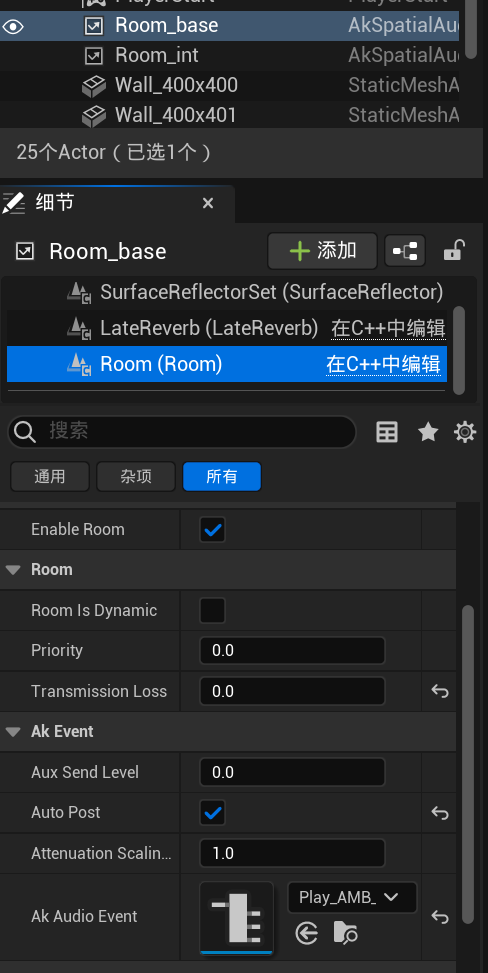 PlayerStart
Room_base AkSpatialAu
Room_int AkSpatialAu
Wall_400x400 StaticMeshA
Wall_400x401 StaticMeshA
25个Actor（已选1个）
细节
Room_base 添加
SurfaceReflectorSet (SurfaceReflector)
LateReverb (LateReverb) 在C++中编辑
Room (Room) 在C++中编辑
搜索
通用 杂项 所有
Enable Room
Room
Room Is Dynamic
Priority 0.0
Transmission Loss 0.0
Ak Event
Aux Send Level 0.0
Auto Post
Attenuation Scalin... 1.0
Play_AMB_
Ak Audio Event